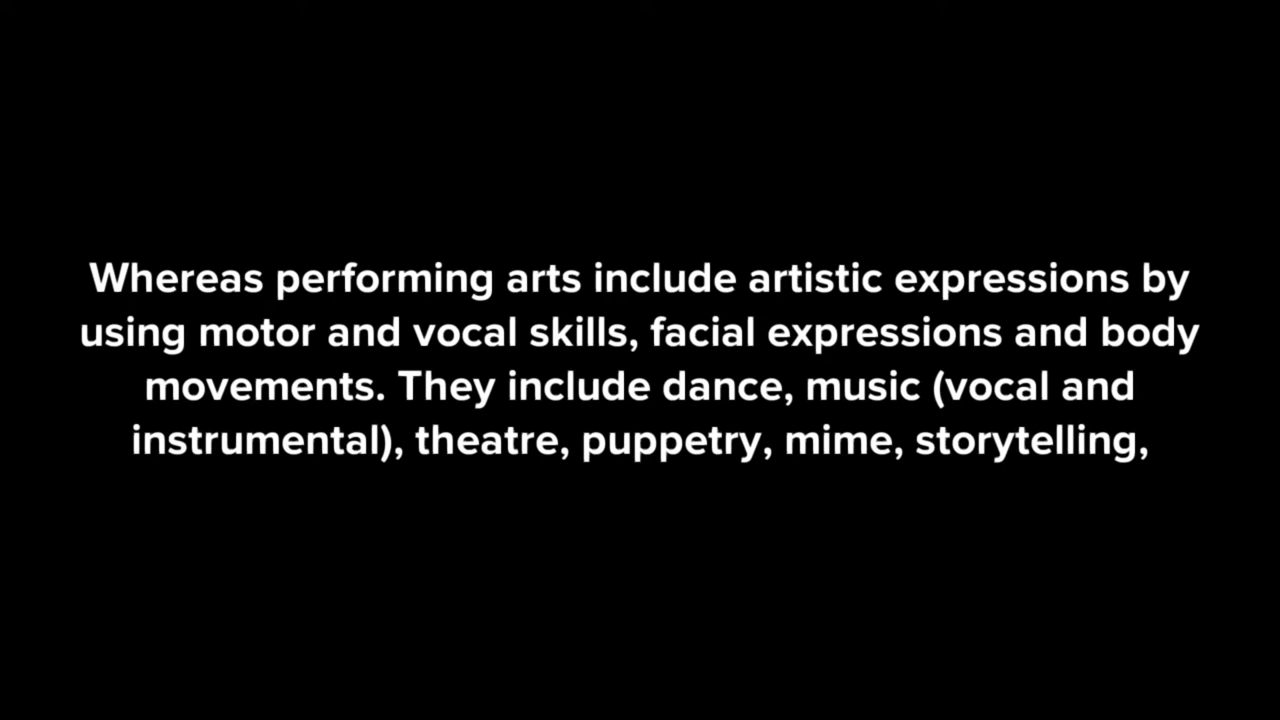 Whereas performing arts include artistic expressions by
using motor and vocal skills, facial expressions and body
movements. They include dance, music (vocal and
instrumental), theatre, puppetry, mime, storytelling,